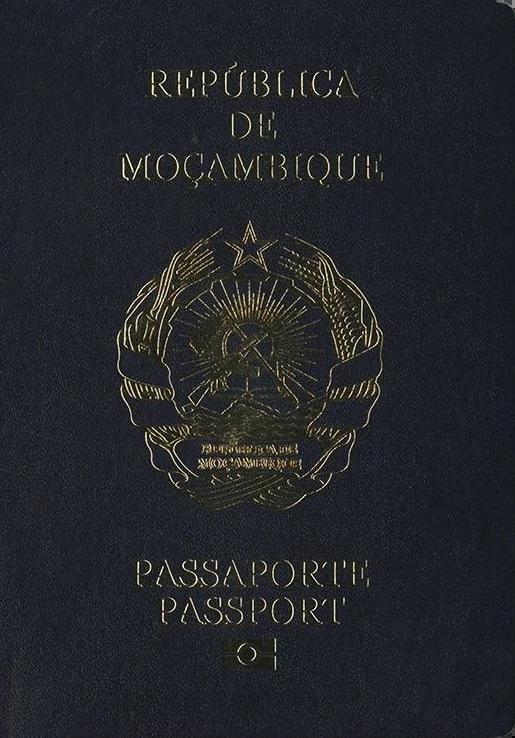 REPÚBLICA
DE
MOÇAMBIQUE
REPÚBLICA DE
MOÇAMBIQUE
PASSAPORTE
PASSPORT